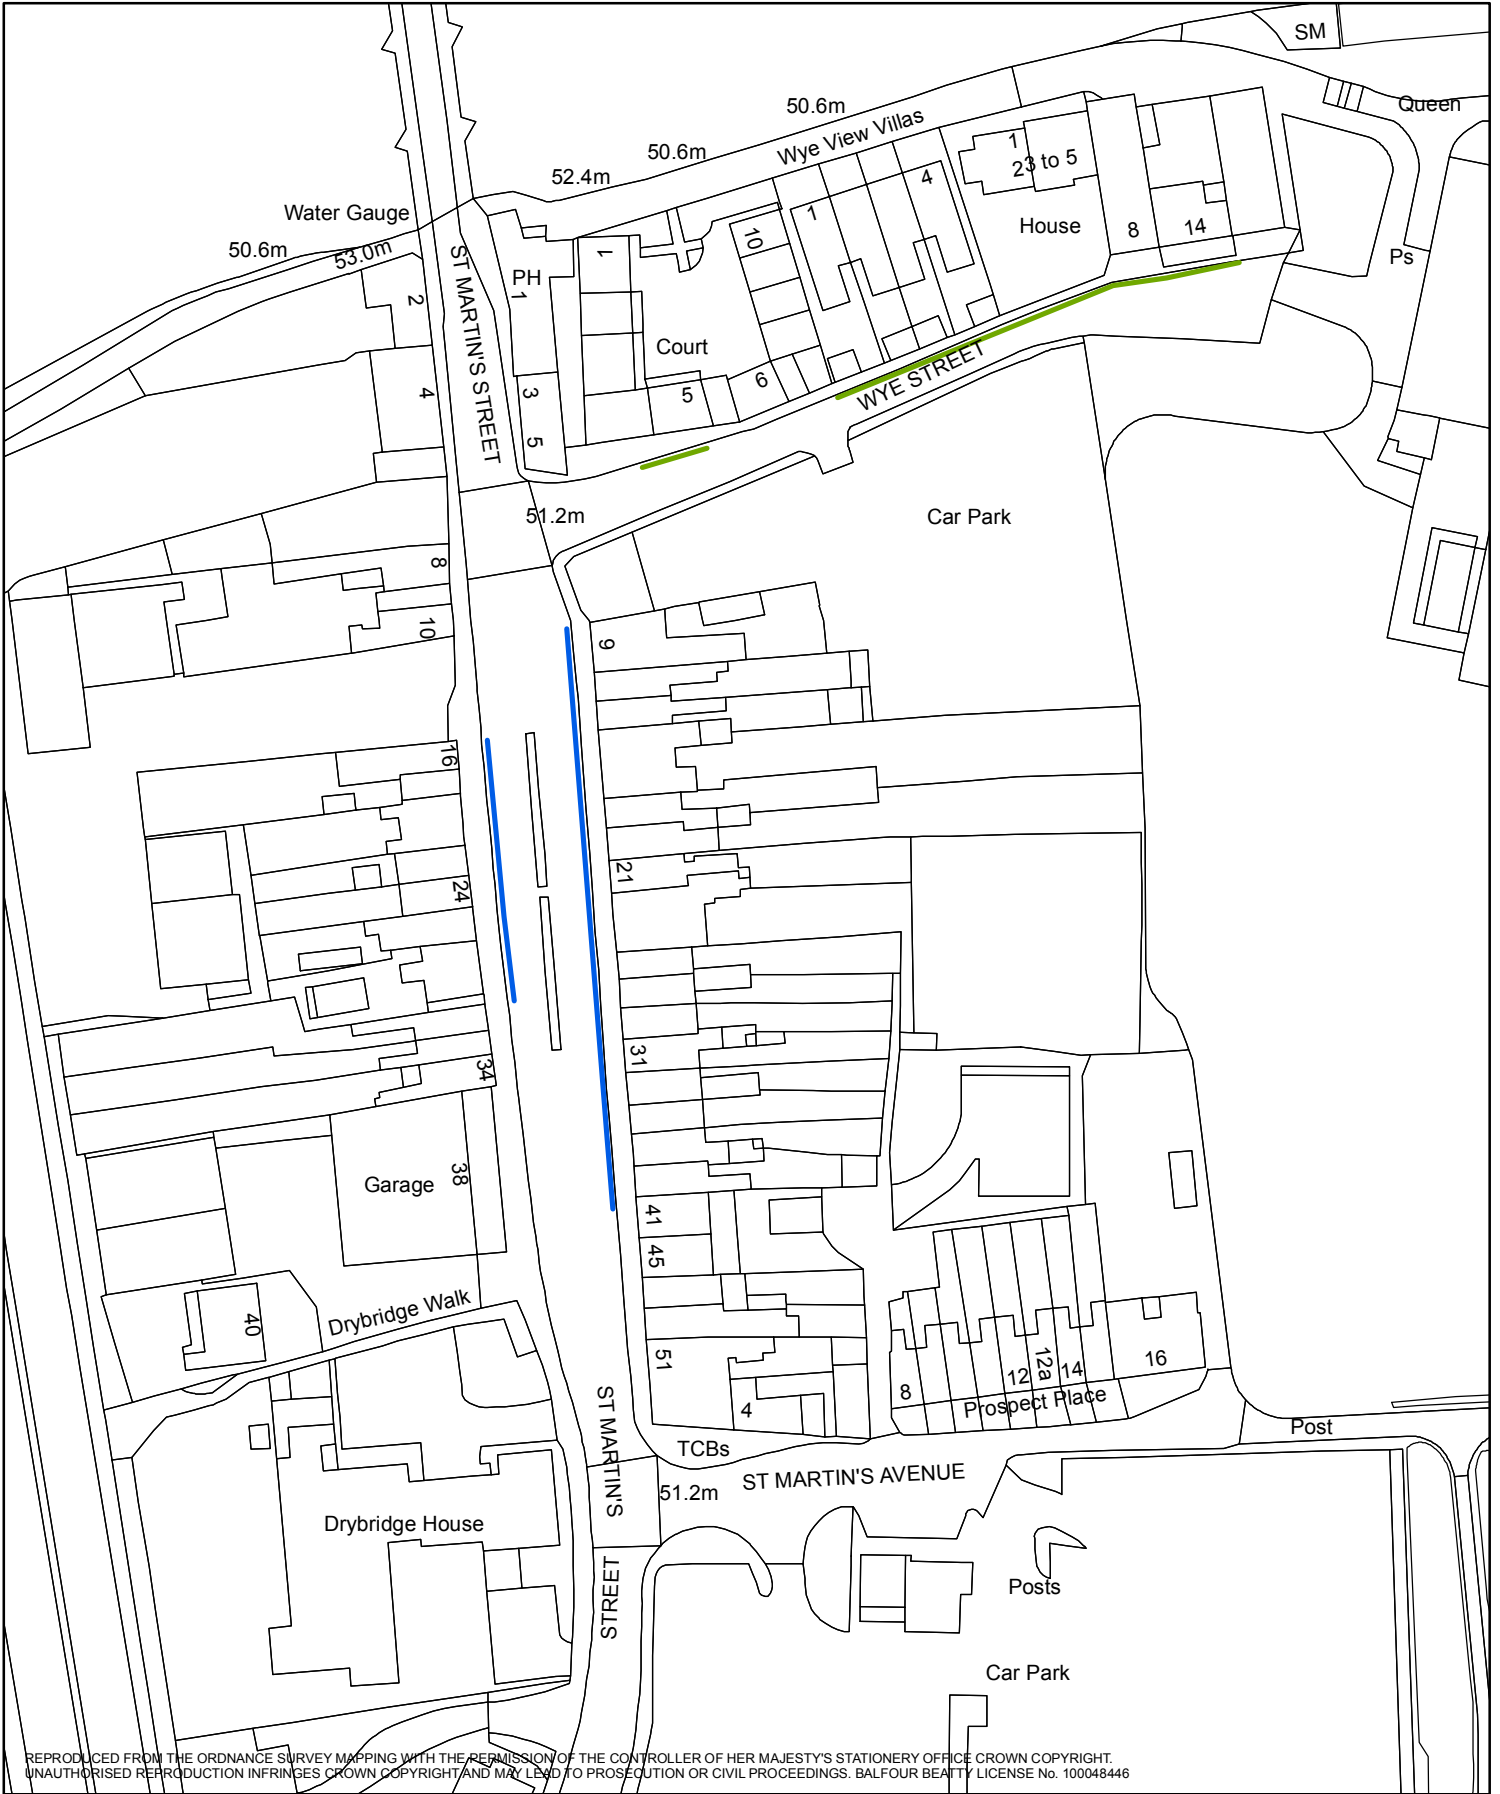 SM
Queen
50.6m
Wye View Villas
50.6m
52.4m
Water Gauge
50.6m
53.0m
1
23 to 5
4
1
10
House
8
14
Ps
ST MARTIN'S STREET
PH
1
1
2
Court
4
3
5
5
6
WYE STREET
51.2m
Car Park
8
10
9
16
21
24
31
34
38
Garage
41
45
40
Drybridge Walk
51
4
8
12
12a
14
16
Prospect Place
Post
TCBs
ST MARTIN'S AVENUE
51.2m
ST MARTIN'S
STREET
Drybridge House
Posts
Car Park
REPRODUCED FROM THE ORDNANCE SURVEY MAPPING WITH THE PERMISSION OF THE CONTROLLER OF HER MAJESTY'S STATIONERY OFFICE CROWN COPYRIGHT.
UNAUTHORISED REPRODUCTION INFRINGES CROWN COPYRIGHT AND MAY LEAD TO PROSECUTION OR CIVIL PROCEEDINGS. BALFOUR BEATTY LICENSE No. 100048446